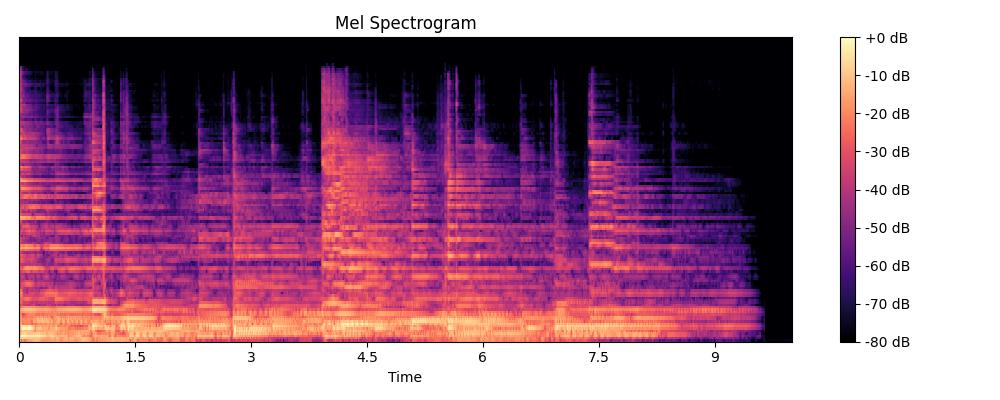 Mel Spectrogram
+0 dB
-10 dB
-20 dB
-30 dB
-40 dB
-50 dB
-60 dB
-70 dB
-80 dB
0 1.5 3 4.5 6 7.5 9
Time